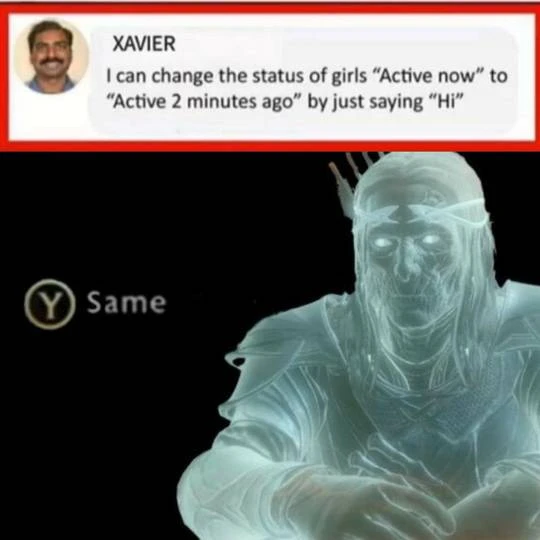 XAVIER
I can change the status of girls “Active now” to
“Active 2 minutes ago” by just saying “Hi”
Y Same